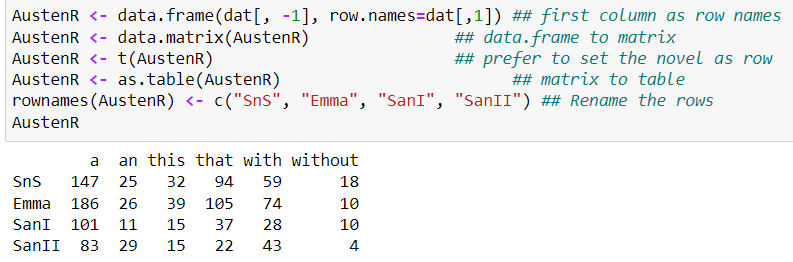 AustenR <- data.frame(dat[, -1], row.names=dat[,1]) ## first column as row names
AustenR <- data.matrix(AustenR)              ## data.frame to matrix
AustenR <- t(AustenR)                        ## prefer to set the novel as row
AustenR <- as.table(AustenR)                       ## matrix to table
rownames(AustenR) <- c("SnS", "Emma", "SanI", "SanII") ## Rename the rows
AustenR
        a  an this that with without
SnS   147  25   32   94   59      18
Emma  186  26   39  105   74      10
SanI  101  11   15   37   28      10
SanII  83  29   15   22   43       4